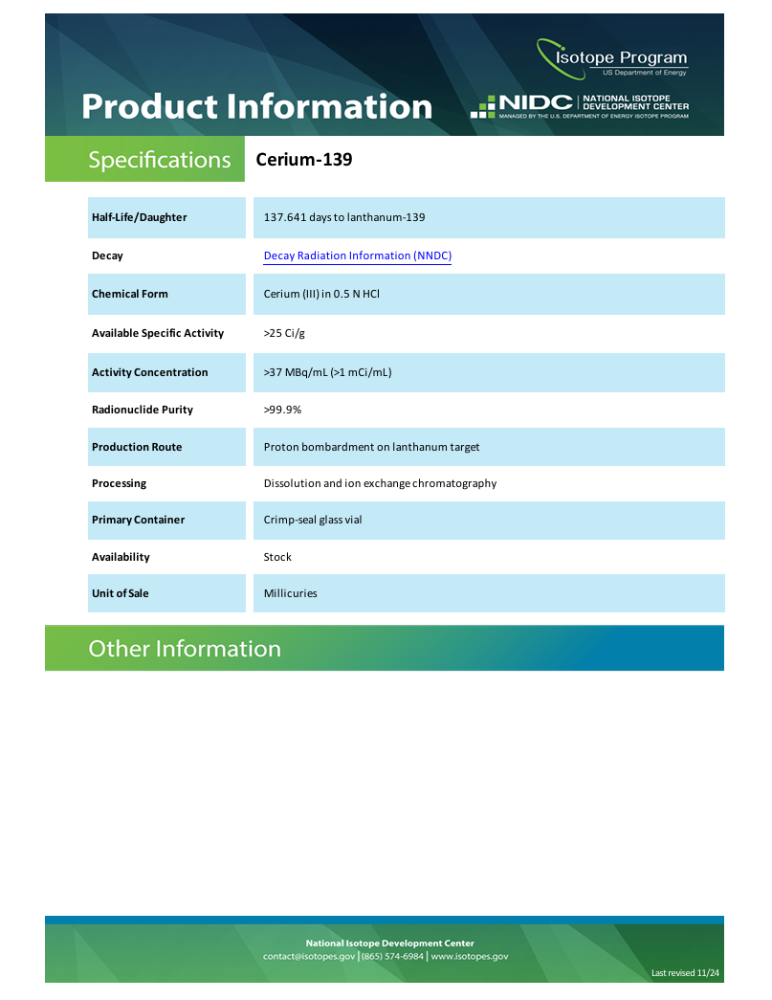 Isotope Program
US Department of Energy
Product Information
NIDC | NATIONAL ISOTOPE
DEVELOPMENT CENTER
MANAGED BY THE U.S. DEPARTMENT OF ENERGY ISOTOPE PROGRAM
Specifications
Cerium-139
Half-Life/Daughter 137.641 days to lanthanum-139
Decay Decay Radiation Information (NNDC)
Chemical Form Cerium (III) in 0.5 N HCl
Available Specific Activity >25 Ci/g
Activity Concentration >37 MBq/mL (>1 mCi/mL)
Radionuclide Purity >99.9%
Production Route Proton bombardment on lanthanum target
Processing Dissolution and ion exchange chromatography
Primary Container Crimp-seal glass vial
Availability Stock
Unit of Sale Millicuries
Other Information
National Isotope Development Center
contact@isotopes.gov | (865) 574-6984 | www.isotopes.gov
Last revised 11/24